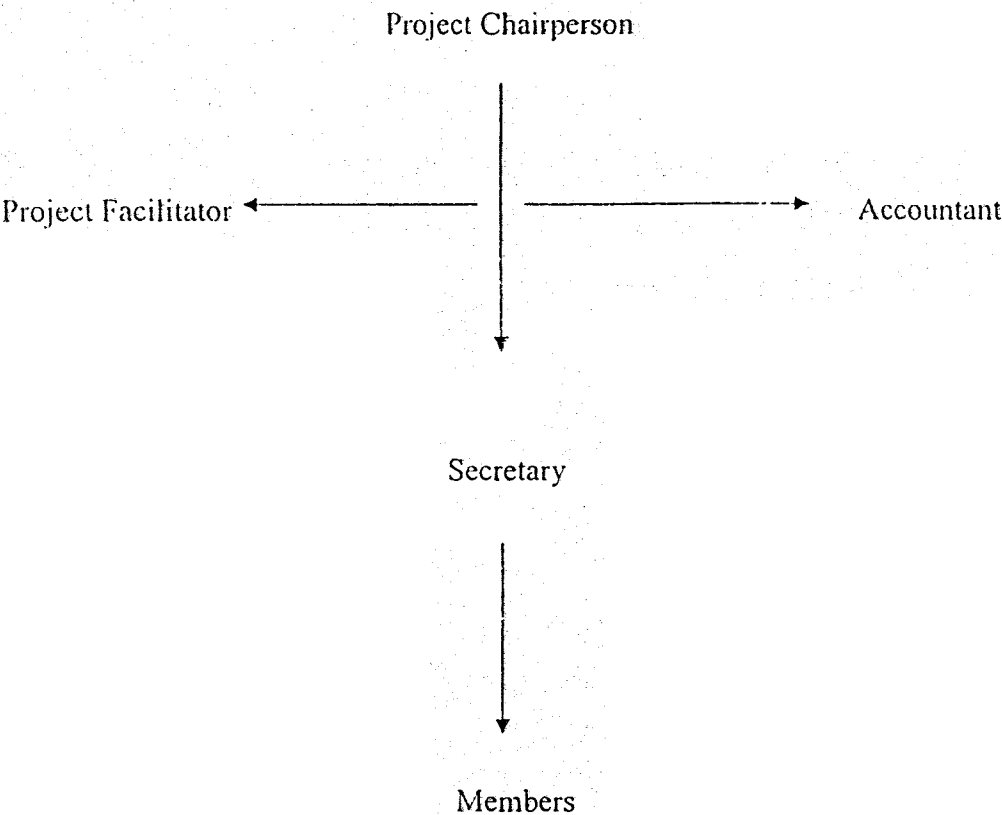 Project Chairperson
Project Facilitator
Accountant
Secretary
Members